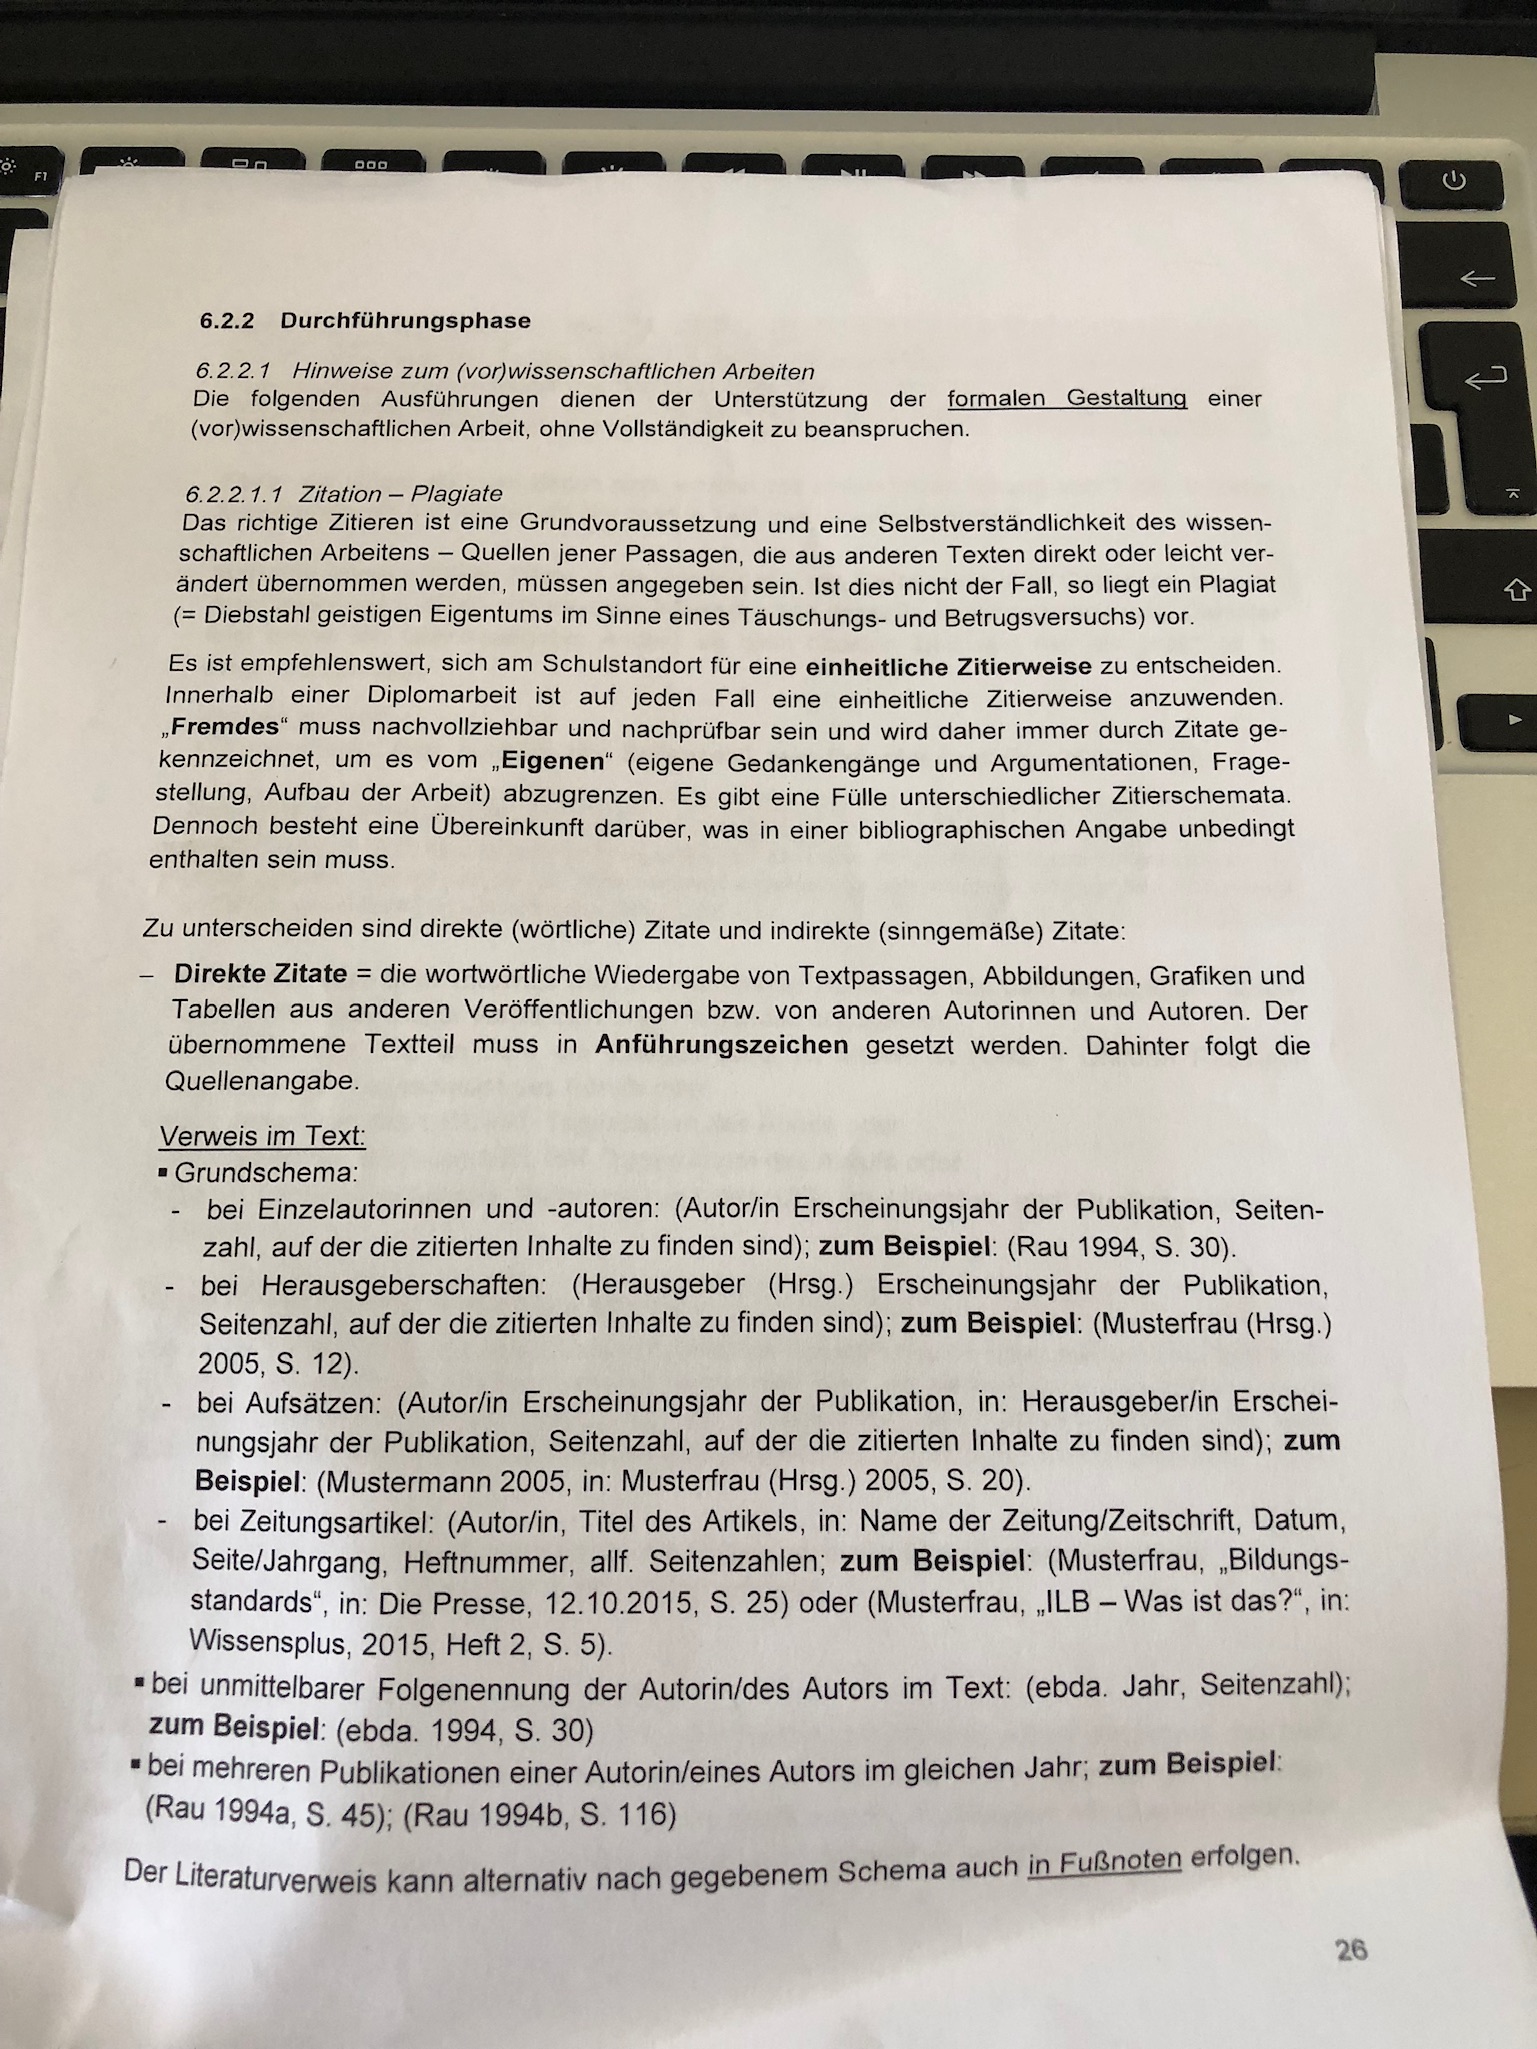 F1
6.2.2 Durchführungsphase
6.2.2.1 Hinweise zum (vor)wissenschaftlichen Arbeiten
Die folgenden Ausführungen dienen der Unterstützung der formalen Gestaltung einer
(vor)wissenschaftlichen Arbeit, ohne Vollständigkeit zu beanspruchen.
6.2.2.1.1 Zitation – Plagiate
Das richtige Zitieren ist eine Grundvoraussetzung und eine Selbstverständlichkeit des wissen-
schaftlichen Arbeitens – Quellen jener Passagen, die aus anderen Texten direkt oder leicht ver-
ändert übernommen werden, müssen angegeben sein. Ist dies nicht der Fall, so liegt ein Plagiat
(= Diebstahl geistigen Eigentums im Sinne eines Täuschungs- und Betrugsversuchs) vor.
Es ist empfehlenswert, sich am Schulstandort für eine einheitliche Zitierweise zu entscheiden.
Innerhalb einer Diplomarbeit ist auf jeden Fall eine einheitliche Zitierweise anzuwenden.
„Fremdes“ muss nachvollziehbar und nachprüfbar sein und wird daher immer durch Zitate ge-
kennzeichnet, um es vom „Eigenen“ (eigene Gedankengänge und Argumentationen, Frage-
stellung, Aufbau der Arbeit) abzugrenzen. Es gibt eine Fülle unterschiedlicher Zitierschemata.
Dennoch besteht eine Übereinkunft darüber, was in einer bibliographischen Angabe unbedingt
enthalten sein muss.
Zu unterscheiden sind direkte (wörtliche) Zitate und indirekte (sinngemäße) Zitate:
– Direkte Zitate = die wortwörtliche Wiedergabe von Textpassagen, Abbildungen, Grafiken und
Tabellen aus anderen Veröffentlichungen bzw. von anderen Autorinnen und Autoren. Der
übernommene Textteil muss in Anführungszeichen gesetzt werden. Dahinter folgt die
Quellenangabe.
Verweis im Text:
▪ Grundschema:
- bei Einzelautorinnen und -autoren: (Autor/in Erscheinungsjahr der Publikation, Seiten-
zahl, auf der die zitierten Inhalte zu finden sind); zum Beispiel: (Rau 1994, S. 30).
- bei Herausgeberschaften: (Herausgeber (Hrsg.) Erscheinungsjahr der Publikation,
Seitenzahl, auf der die zitierten Inhalte zu finden sind); zum Beispiel: (Musterfrau (Hrsg.)
2005, S. 12).
- bei Aufsätzen: (Autor/in Erscheinungsjahr der Publikation, in: Herausgeber/in Erschei-
nungsjahr der Publikation, Seitenzahl, auf der die zitierten Inhalte zu finden sind); zum
Beispiel: (Mustermann 2005, in: Musterfrau (Hrsg.) 2005, S. 20).
- bei Zeitungsartikel: (Autor/in, Titel des Artikels, in: Name der Zeitung/Zeitschrift, Datum,
Seite/Jahrgang, Heftnummer, allf. Seitenzahlen; zum Beispiel: (Musterfrau, „Bildungs-
standards“, in: Die Presse, 12.10.2015, S. 25) oder (Musterfrau, „ILB – Was ist das?“, in:
Wissensplus, 2015, Heft 2, S. 5).
▪ bei unmittelbarer Folgenennung der Autorin/des Autors im Text: (ebda. Jahr, Seitenzahl);
zum Beispiel: (ebda. 1994, S. 30)
▪ bei mehreren Publikationen einer Autorin/eines Autors im gleichen Jahr; zum Beispiel:
(Rau 1994a, S. 45); (Rau 1994b, S. 116)
Der Literaturverweis kann alternativ nach gegebenem Schema auch in Fußnoten erfolgen.
26